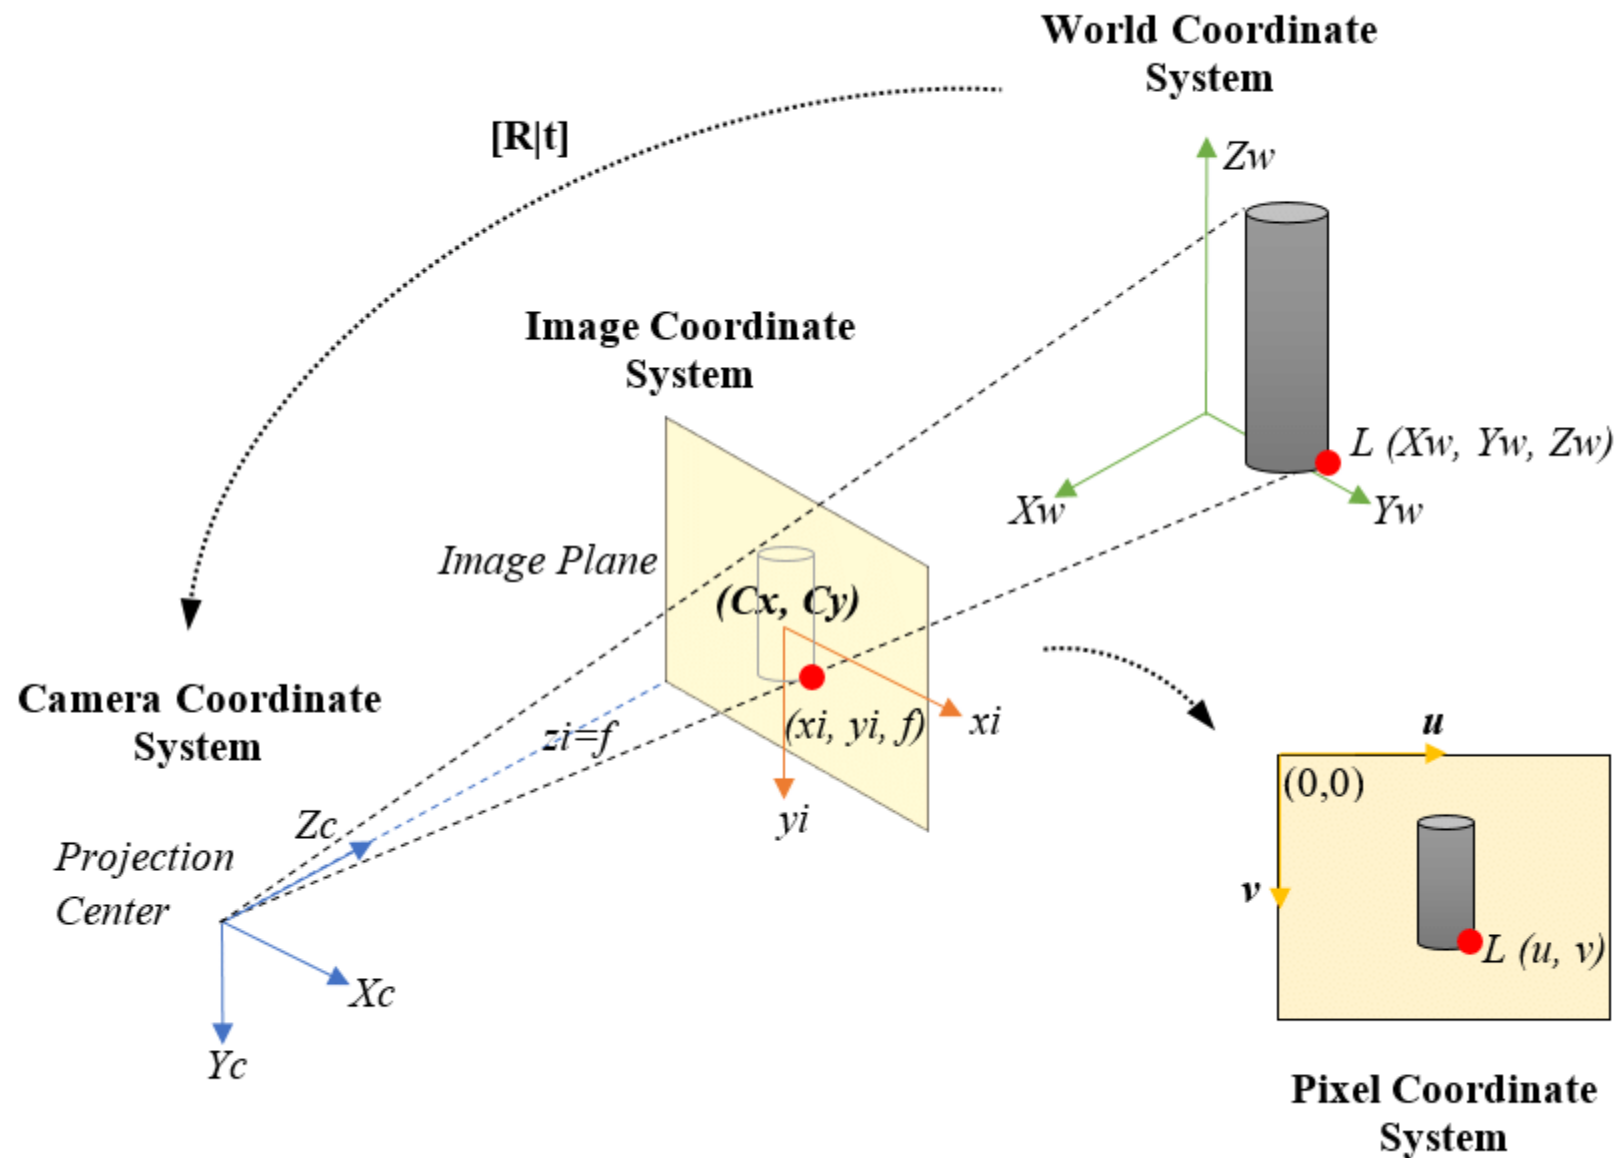 World Coordinate
System
[R|t]
Zw
Image Coordinate
System
L (Xw, Yw, Zw)
Xw
Yw
Image Plane
(Cx, Cy)
Camera Coordinate
System
zi=f
(xi, yi, f)
xi
u
(0,0)
yi
Zc
Projection
Center
v
L (u, v)
Xc
Yc
Pixel Coordinate
System